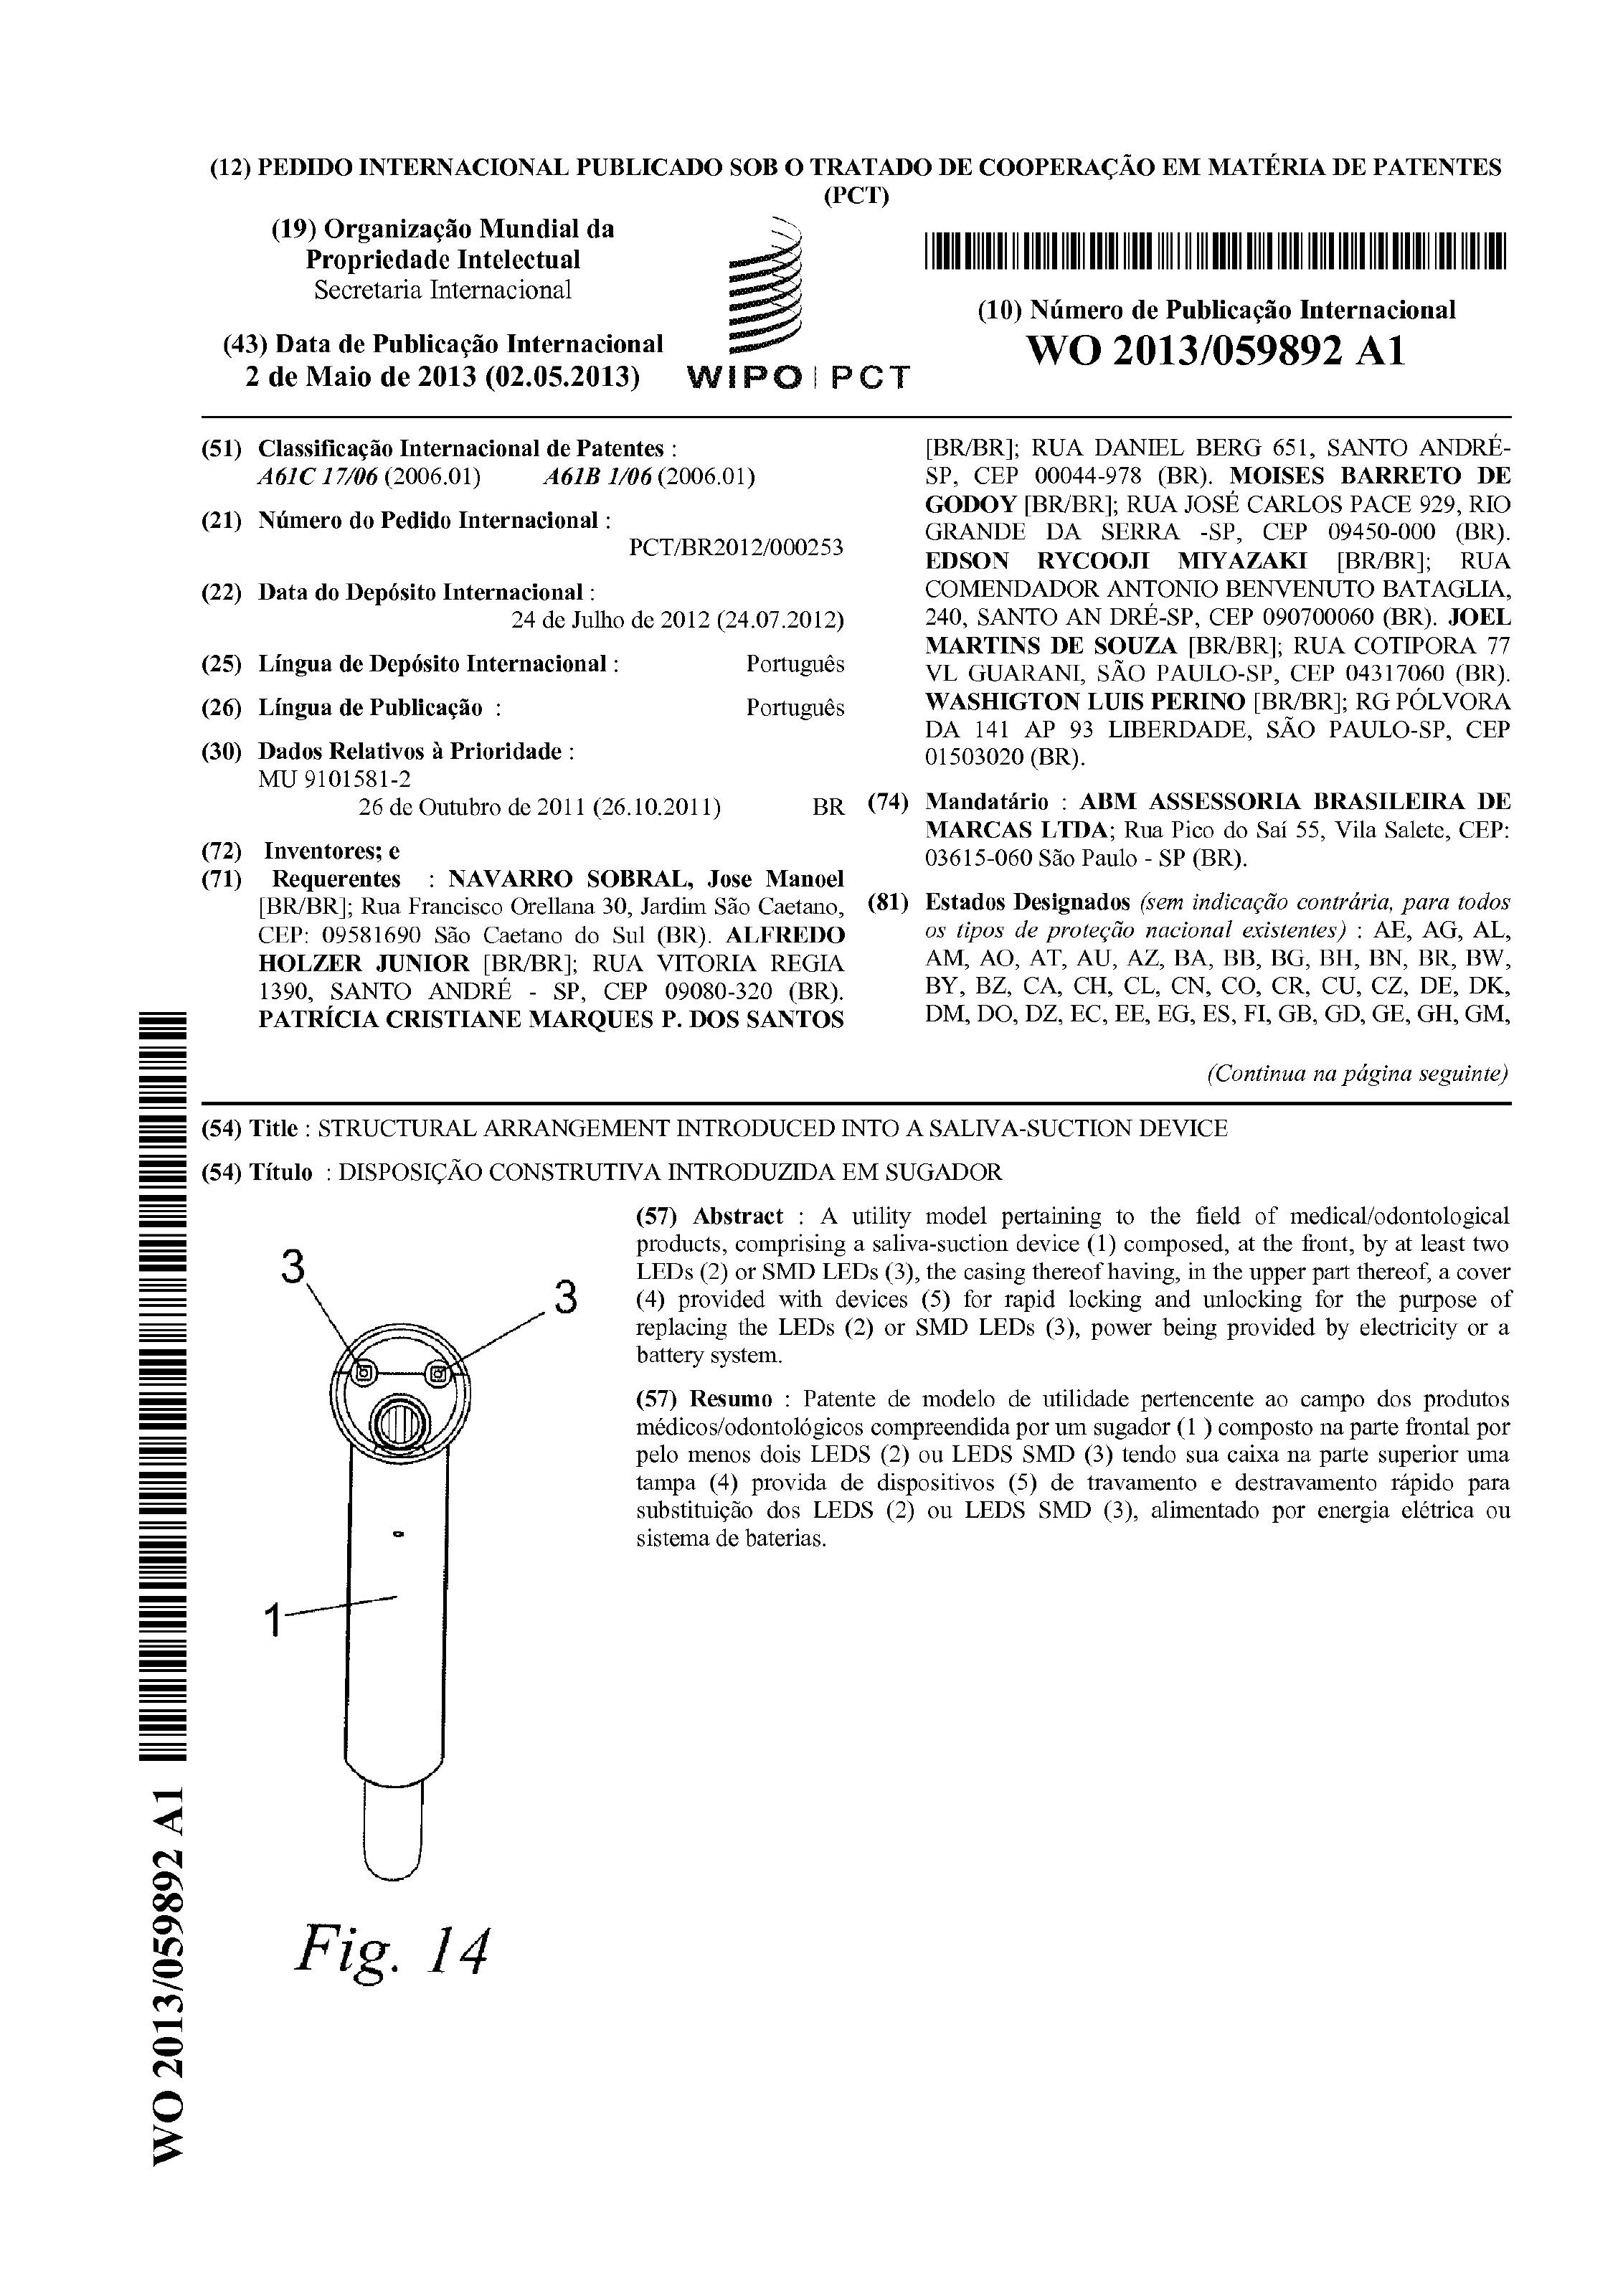 (12) PEDIDO INTERNACIONAL PUBLICADO SOB O TRATADO DE COOPERAÇÃO EM MATÉRIA DE PATENTES
(PCT)
(19) Organização Mundial da
Propriedade Intelectual
Secretaria Internacional
(43) Data de Publicação Internacional
2 de Maio de 2013 (02.05.2013)
WIPO | PCT
(10) Número de Publicação Internacional
WO 2013/059892 A1
(51) Classificação Internacional de Patentes :
A61C 17/06 (2006.01) A61B 1/06 (2006.01)
(21) Número do Pedido Internacional :
PCT/BR2012/000253
(22) Data do Depósito Internacional :
24 de Julho de 2012 (24.07.2012)
(25) Língua de Depósito Internacional : Português
(26) Língua de Publicação : Português
(30) Dados Relativos à Prioridade :
MU 9101581-2
26 de Outubro de 2011 (26.10.2011) BR
(72) Inventores; e
(71) Requerentes : NAVARRO SOBRAL, Jose Manoel
[BR/BR]; Rua Francisco Orellana 30, Jardim São Caetano,
CEP: 09581690 São Caetano do Sul (BR). ALFREDO
HOLZER JUNIOR [BR/BR]; RUA VITORIA REGIA
1390, SANTO ANDRÉ - SP, CEP 09080-320 (BR).
PATRÍCIA CRISTIANE MARQUES P. DOS SANTOS
[BR/BR]; RUA DANIEL BERG 651, SANTO ANDRÉ-
SP, CEP 00044-978 (BR). MOISES BARRETO DE
GODOY [BR/BR]; RUA JOSÉ CARLOS PACE 929, RIO
GRANDE DA SERRA -SP, CEP 09450-000 (BR).
EDSON RYCOOJI MIYAZAKI [BR/BR]; RUA
COMENDADOR ANTONIO BENVENUTO BATAGLIA,
240, SANTO AN DRÉ-SP, CEP 090700060 (BR). JOEL
MARTINS DE SOUZA [BR/BR]; RUA COTIPORA 77
VL GUARANI, SÃO PAULO-SP, CEP 04317060 (BR).
WASHIGTON LUIS PERINO [BR/BR]; RG PÓLVORA
DA 141 AP 93 LIBERDADE, SÃO PAULO-SP, CEP
01503020 (BR).
(74) Mandatário : ABM ASSESSORIA BRASILEIRA DE
MARCAS LTDA; Rua Pico do Saí 55, Vila Salete, CEP:
03615-060 São Paulo - SP (BR).
(81) Estados Designados (sem indicação contrária, para todos
os tipos de proteção nacional existentes) : AE, AG, AL,
AM, AO, AT, AU, AZ, BA, BB, BG, BH, BN, BR, BW,
BY, BZ, CA, CH, CL, CN, CO, CR, CU, CZ, DE, DK,
DM, DO, DZ, EC, EE, EG, ES, FI, GB, GD, GE, GH, GM,
(Continua na página seguinte)
(54) Title : STRUCTURAL ARRANGEMENT INTRODUCED INTO A SALIVA-SUCTION DEVICE
(54) Título : DISPOSIÇÃO CONSTRUTIVA INTRODUZIDA EM SUGADOR
3
3
1
Fig. 14
(57) Abstract : A utility model pertaining to the field of medical/odontological
products, comprising a saliva-suction device (1) composed, at the front, by at least two
LEDs (2) or SMD LEDs (3), the casing thereof having, in the upper part thereof, a cover
(4) provided with devices (5) for rapid locking and unlocking for the purpose of
replacing the LEDs (2) or SMD LEDs (3), power being provided by electricity or a
battery system.
(57) Resumo : Patente de modelo de utilidade pertencente ao campo dos produtos
médicos/odontológicos compreendida por um sugador (1 ) composto na parte frontal por
pelo menos dois LEDS (2) ou LEDS SMD (3) tendo sua caixa na parte superior uma
tampa (4) provida de dispositivos (5) de travamento e destravamento rápido para
substituição dos LEDS (2) ou LEDS SMD (3), alimentado por energia elétrica ou
sistema de baterias.
WO 2013/059892 A1